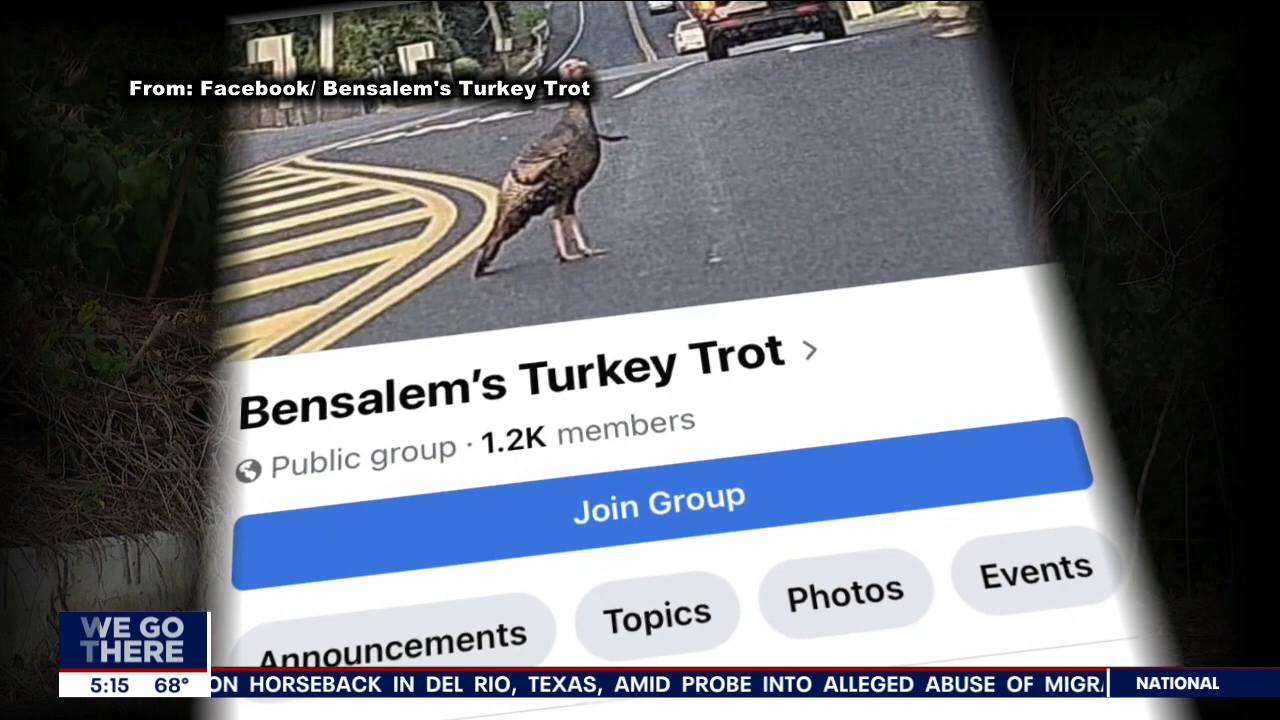 From: Facebook/ Bensalem's Turkey Trot
Bensalem's Turkey Trot
Public group · 1.2K members
Join Group
Announcements
Topics
Photos
Events
WE GO
THERE
5:15 68°
ON HORSEBACK IN DEL RIO, TEXAS, AMID PROBE INTO ALLEGED ABUSE OF
NATIONAL